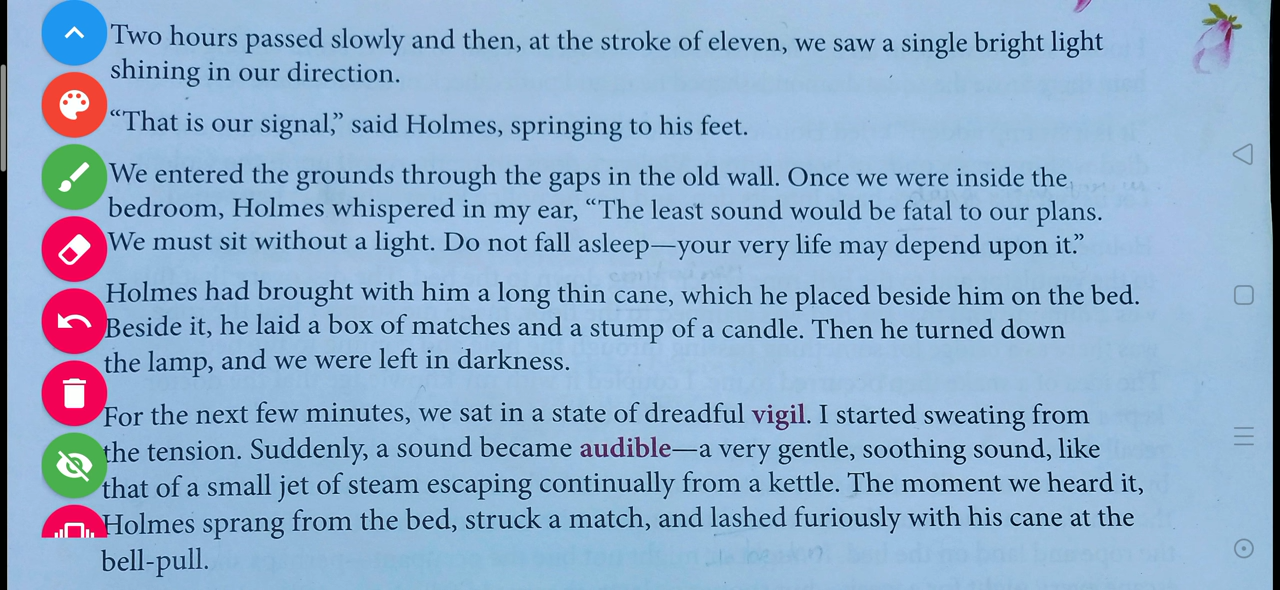 Two hours passed slowly and then, at the stroke of eleven, we saw a single bright light
shining in our direction.
“That is our signal,” said Holmes, springing to his feet.
We entered the grounds through the gaps in the old wall. Once we were inside the
bedroom, Holmes whispered in my ear, “The least sound would be fatal to our plans.
We must sit without a light. Do not fall asleep—your very life may depend upon it.”
Holmes had brought with him a long thin cane, which he placed beside him on the bed.
Beside it, he laid a box of matches and a stump of a candle. Then he turned down
the lamp, and we were left in darkness.
For the next few minutes, we sat in a state of dreadful vigil. I started sweating from
the tension. Suddenly, a sound became audible—a very gentle, soothing sound, like
that of a small jet of steam escaping continually from a kettle. The moment we heard it,
Holmes sprang from the bed, struck a match, and lashed furiously with his cane at the
bell-pull.